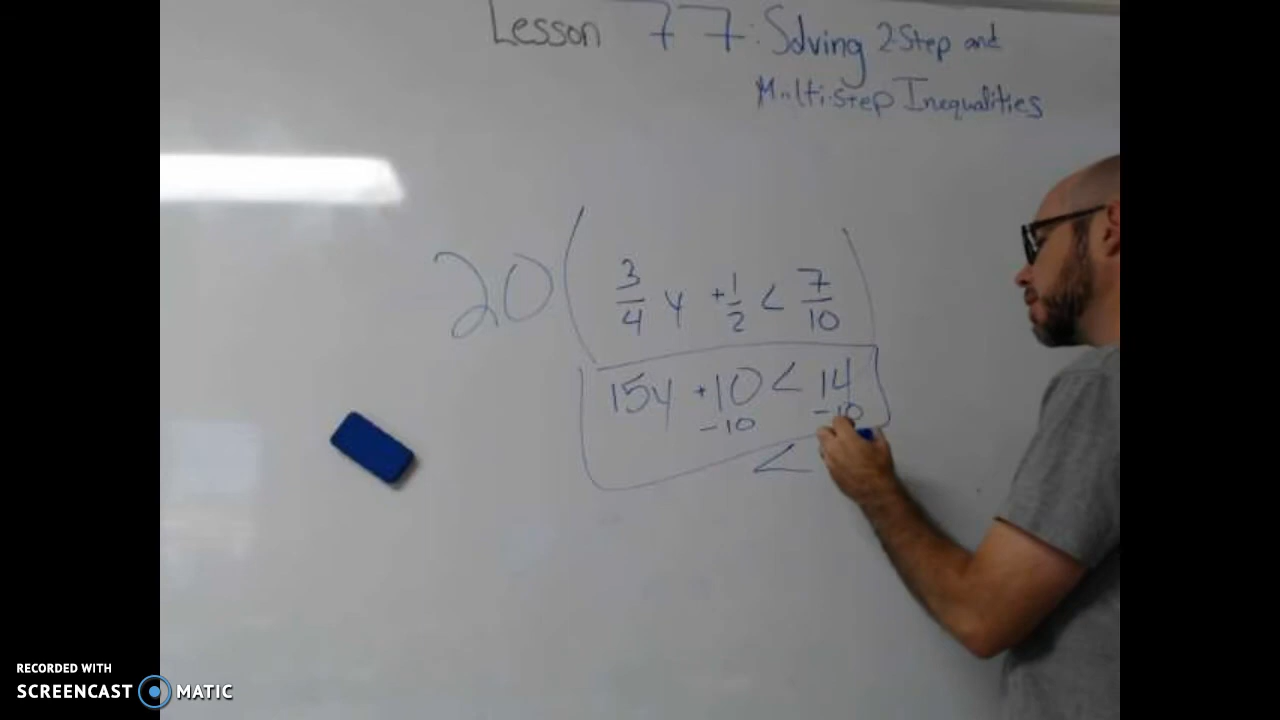 Lesson 77: Solving 2-Step and
Multi-step Inequalities
20 ( 3/4 y + 1/2 < 7/10 )
15y + 10 < 14
-10 -10
<
RECORDED WITH
SCREENCAST MATIC